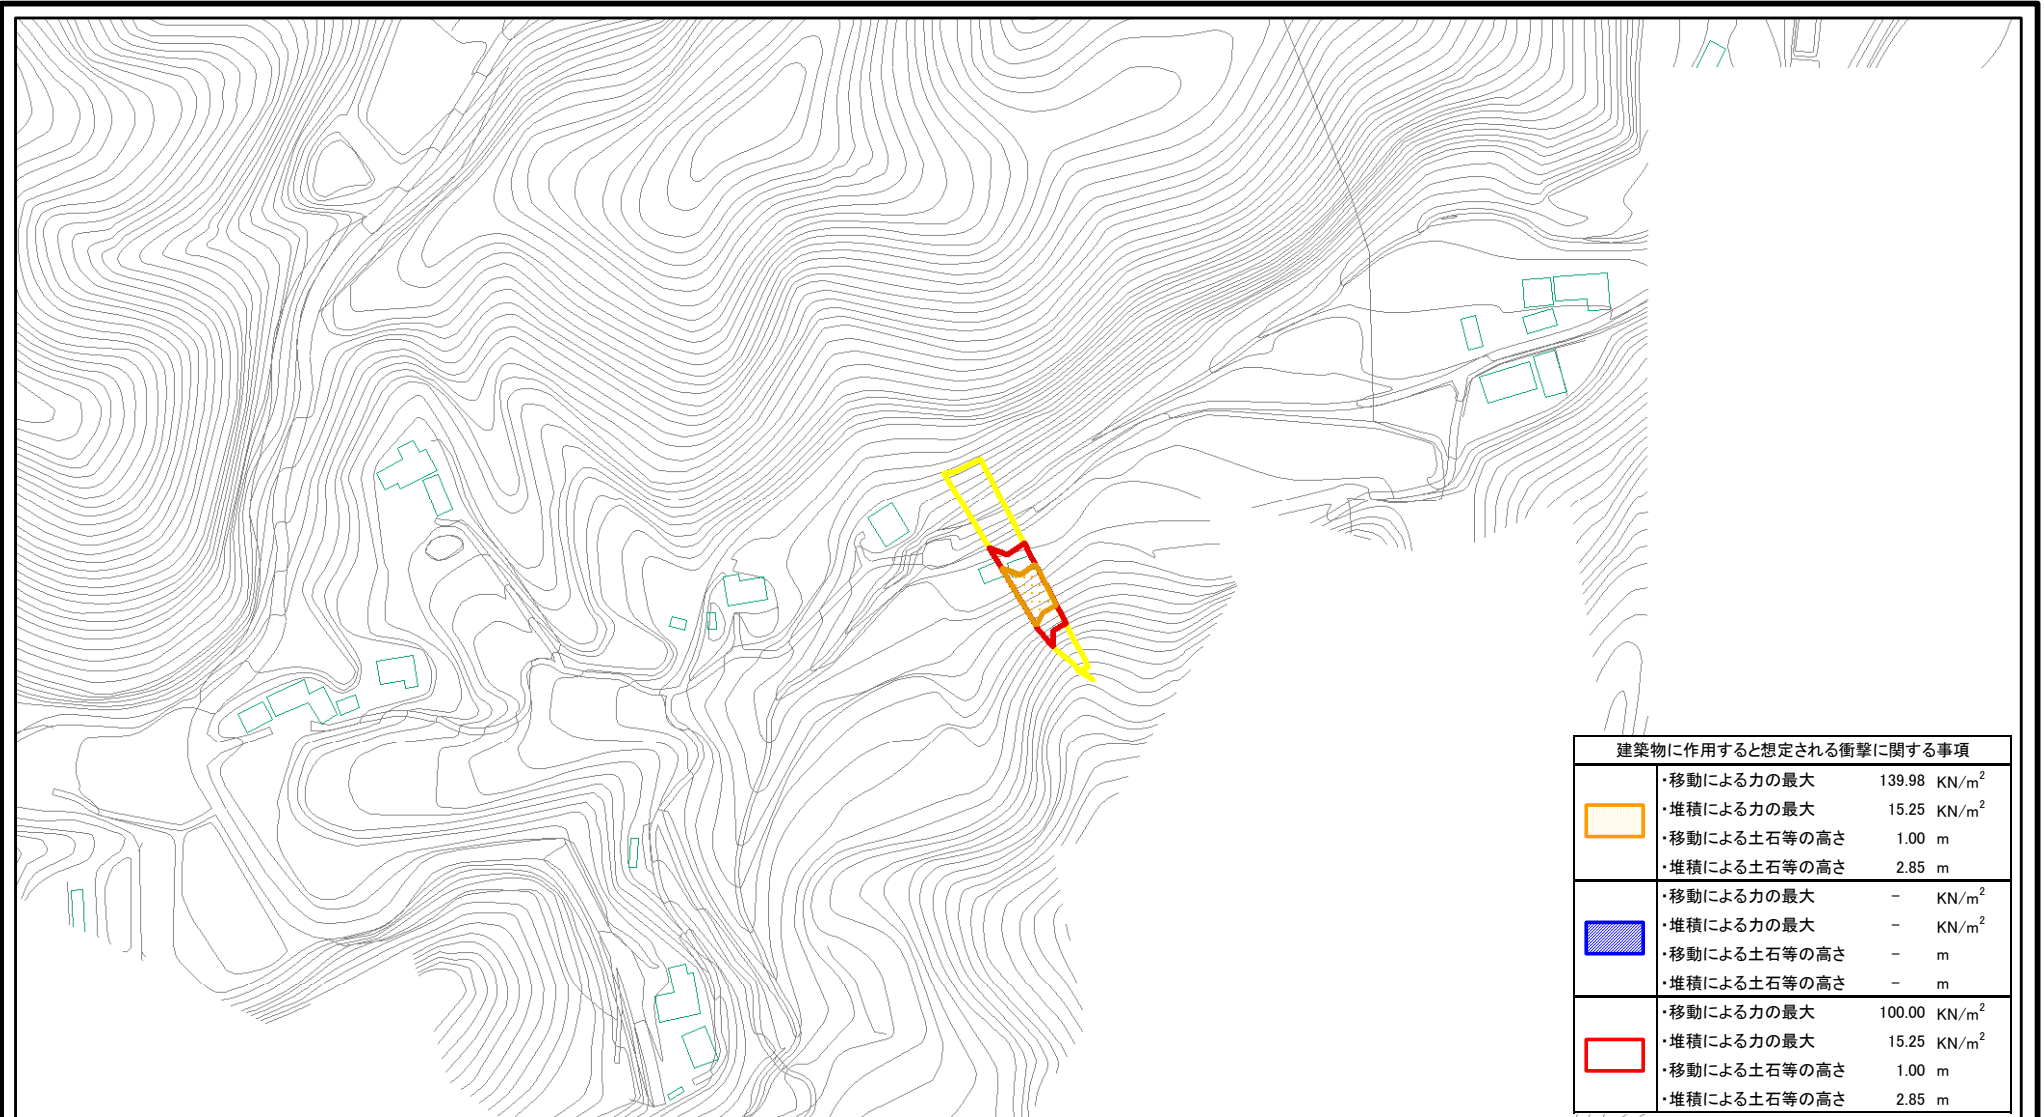 建築物に作用すると想定される衝撃に関する事項
・移動による力の最大 139.98 KN/m²
・堆積による力の最大 15.25 KN/m²
・移動による土石等の高さ 1.00 m
・堆積による土石等の高さ 2.85 m
・移動による力の最大 − KN/m²
・堆積による力の最大 − KN/m²
・移動による土石等の高さ − m
・堆積による土石等の高さ − m
・移動による力の最大 100.00 KN/m²
・堆積による力の最大 15.25 KN/m²
・移動による土石等の高さ 1.00 m
・堆積による土石等の高さ 2.85 m